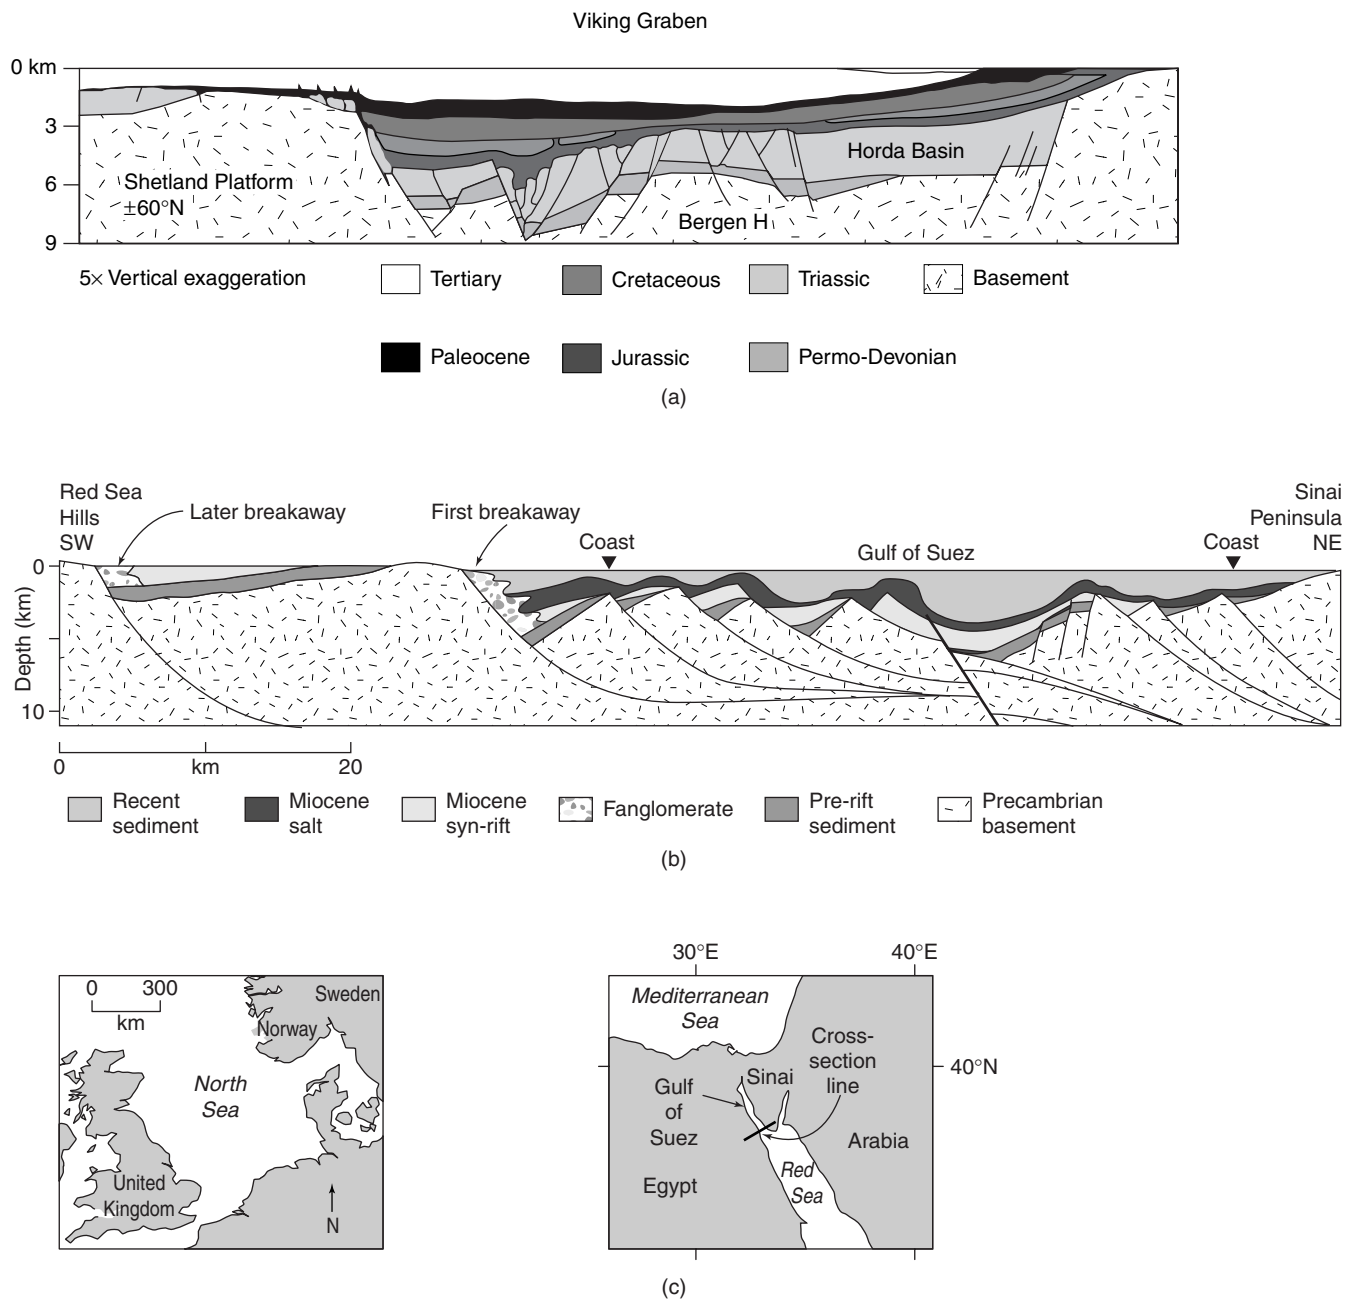 Viking Graben
0 km
3
6
9
Shetland Platform
±60°N
Horda Basin
Bergen H
5× Vertical exaggeration
Tertiary
Cretaceous
Triassic
Basement
Paleocene
Jurassic
Permo-Devonian
(a)
Red Sea
Hills
SW
Later breakaway
First breakaway
Coast
Gulf of Suez
Coast
Sinai
Peninsula
NE
0
10
Depth (km)
0
km
20
Recent
sediment
Miocene
salt
Miocene
syn-rift
Fanglomerate
Pre-rift
sediment
Precambrian
basement
(b)
0
300
km
Sweden
Norway
North
Sea
United
Kingdom
N
30°E
40°E
Mediterranean
Sea
Cross-
section
line
40°N
Sinai
Gulf
of
Suez
Arabia
Egypt
Red
Sea
(c)